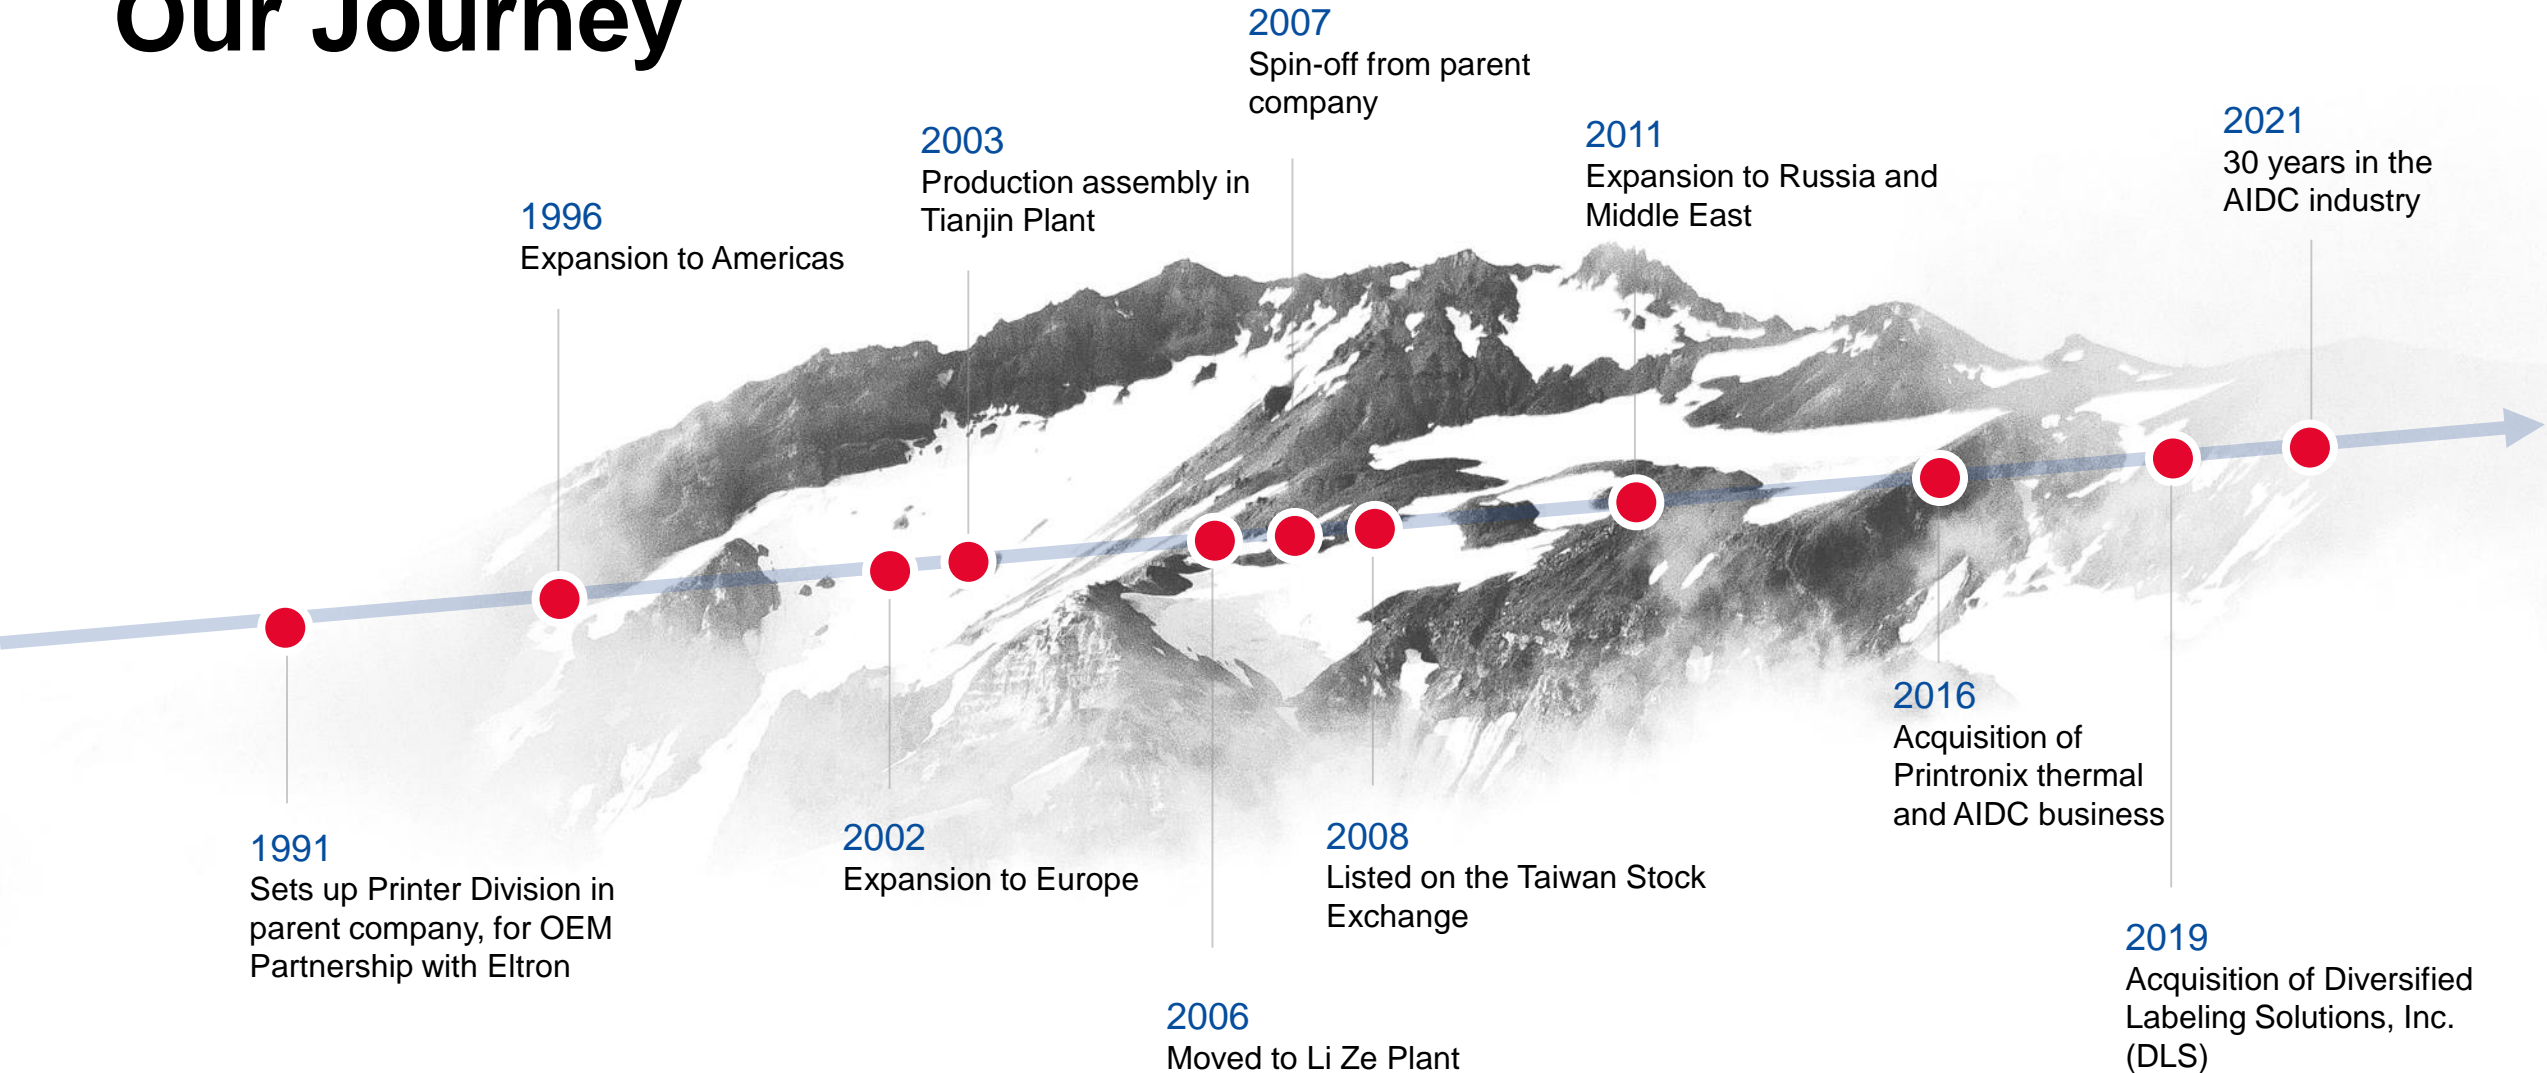 Our Journey
1991
Sets up Printer Division in
parent company, for OEM
Partnership with Eltron
1996
Expansion to Americas
2002
Expansion to Europe
2003
Production assembly in
Tianjin Plant
2006
Moved to Li Ze Plant
2007
Spin-off from parent
company
2008
Listed on the Taiwan Stock
Exchange
2011
Expansion to Russia and
Middle East
2016
Acquisition of
Printronix thermal
and AIDC business
2019
Acquisition of Diversified
Labeling Solutions, Inc.
(DLS)
2021
30 years in the
AIDC industry